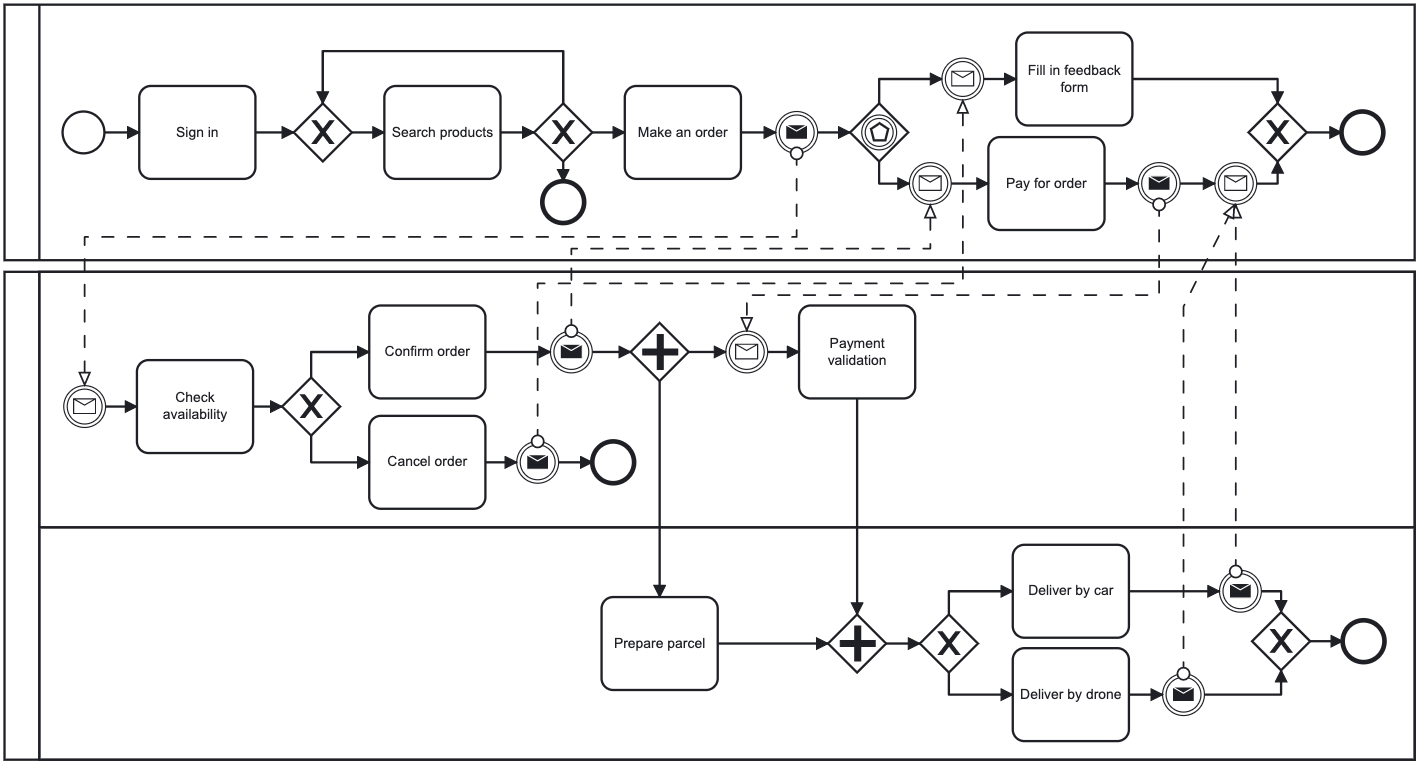 Sign in
Search products
Make an order
Fill in feedback
form
Pay for order
Check
availability
Confirm order
Cancel order
Payment
validation
Prepare parcel
Deliver by car
Deliver by drone